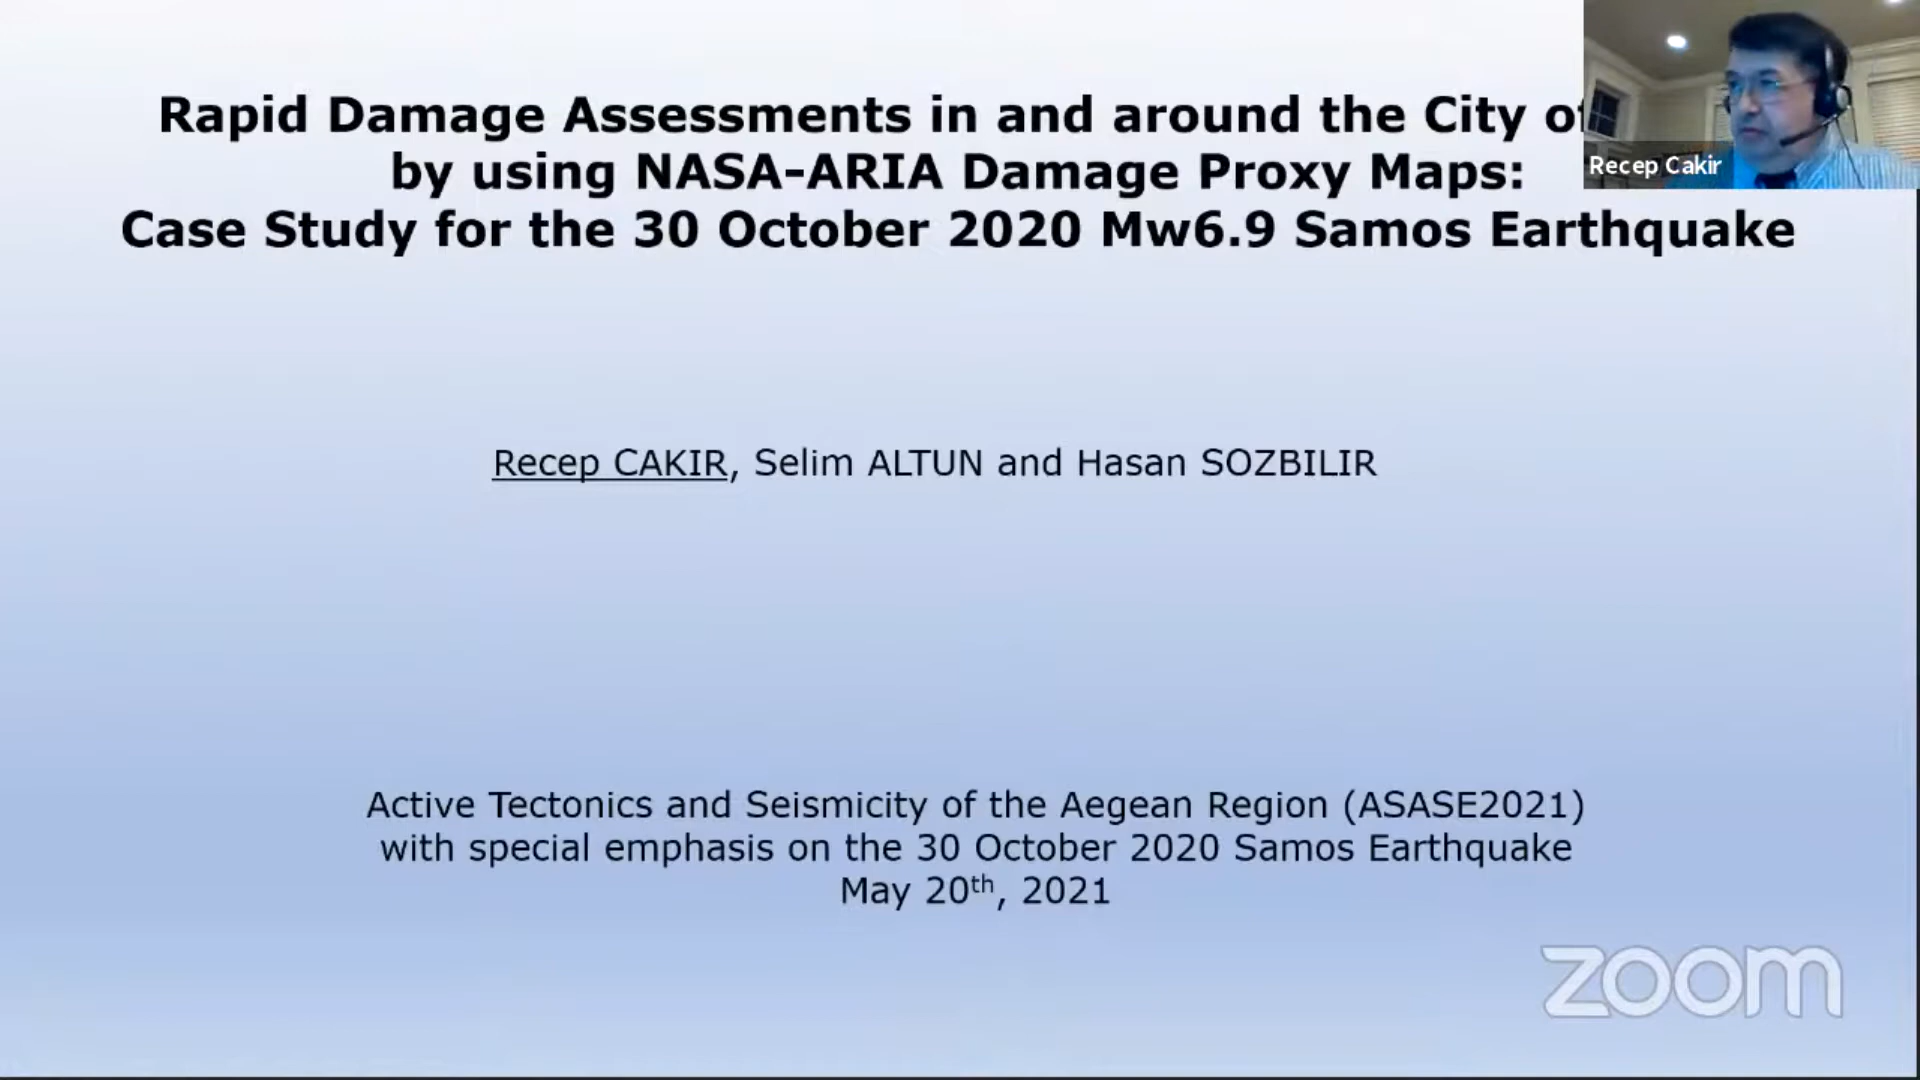 Rapid Damage Assessments in and around the City of
by using NASA-ARIA Damage Proxy Maps:
Case Study for the 30 October 2020 Mw6.9 Samos Earthquake
Recep Cakir
Recep CAKIR, Selim ALTUN and Hasan SOZBILIR
Active Tectonics and Seismicity of the Aegean Region (ASASE2021)
with special emphasis on the 30 October 2020 Samos Earthquake
May 20th, 2021
zoom